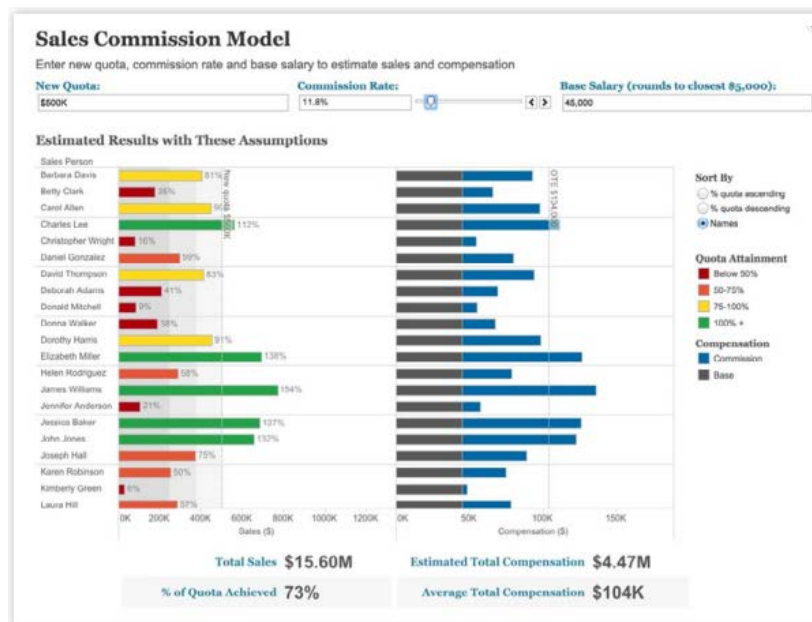 Sales Commission Model
Enter new quota, commission rate and base salary to estimate sales and compensation
New Quota:
$500K
Commission Rate:
11.8%
Base Salary (rounds to closest $5,000):
45,000
Estimated Results with These Assumptions
Sales Person
New quota $500K
Barbara Davis 81%
Betty Clark
Carol Allen
Charles Lee 112%
Christopher Wright 16%
Daniel Gonzalez 59%
David Thompson 83%
Deborah Adams 41%
Donald Mitchell 9%
Donna Walker 38%
Dorothy Harris 91%
Elizabeth Miller 138%
Helen Rodriguez 58%
James Williams 154%
Jennifer Anderson 21%
Jessica Baker 137%
John Jones
Joseph Hall 75%
Karen Robinson 50%
Kimberly Green 6%
Laura Hill 57%
0K 200K 400K 600K 800K 1000K 1200K
Sales ($)
0K 50K 100K 150K
Compensation ($)
Sort By
% quota ascending
% quota descending
Names
Quota Attainment
Below 50%
50-75%
75-100%
100% +
Compensation
Commission
Base
Total Sales $15.60M
Estimated Total Compensation $4.47M
% of Quota Achieved 73%
Average Total Compensation $104K